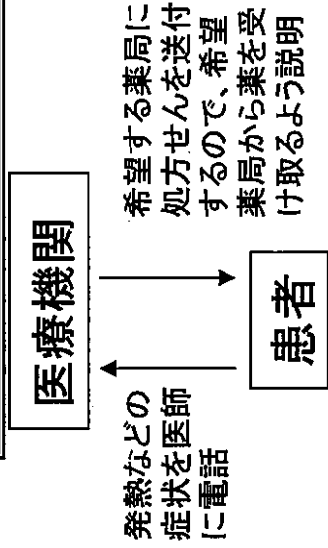 医療機関
発熱などの
症状を医師
に電話
希望する薬局に
処方せんを送付
するので、希望
薬局から薬を受
け取るよう説明
患者